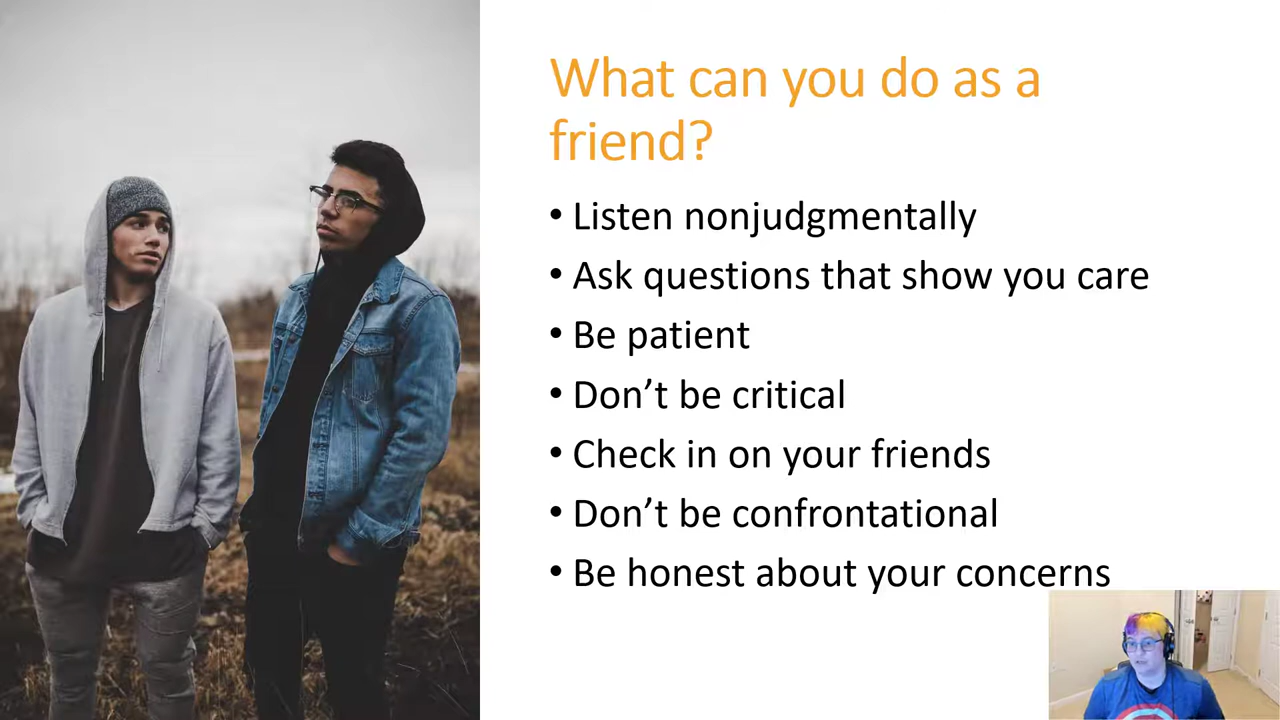 What can you do as a
friend?
• Listen nonjudgmentally
• Ask questions that show you care
• Be patient
• Don’t be critical
• Check in on your friends
• Don’t be confrontational
• Be honest about your concerns